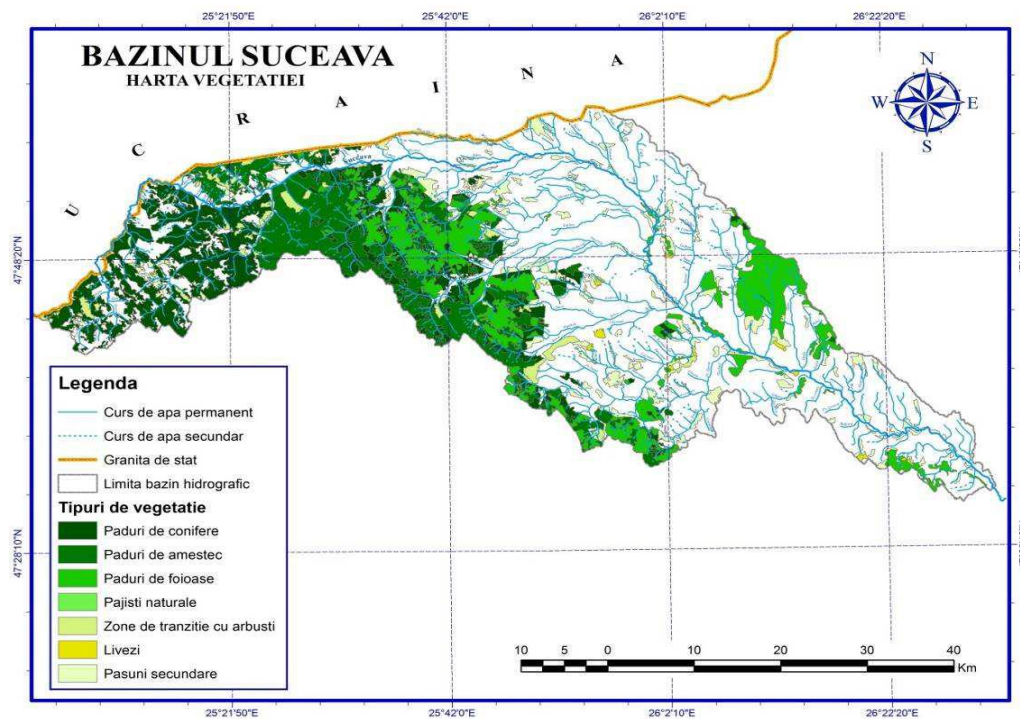 25°21'50"E 25°42'0"E 26°2'10"E 26°22'20"E
BAZINUL SUCEAVA
HARTA VEGETATIEI
U C R A I N A
N
W E
S
Suceava
47°48'20"N
47°28'10"N
Legenda
Curs de apa permanent
Curs de apa secundar
Granita de stat
Limita bazin hidrografic
Tipuri de vegetatie
Paduri de conifere
Paduri de amestec
Paduri de foioase
Pajisti naturale
Zone de tranzitie cu arbusti
Livezi
Pasuni secundare
10 5 0 10 20 30 40
Km
25°21'50"E 25°42'0"E 26°2'10"E 26°22'20"E